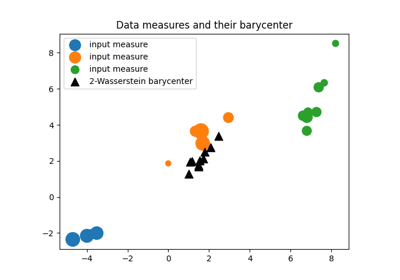 Data measures and their barycenter
input measure
input measure
input measure
2-Wasserstein barycenter
8
6
4
2
0
−2
−4
−2
0
2
4
6
8